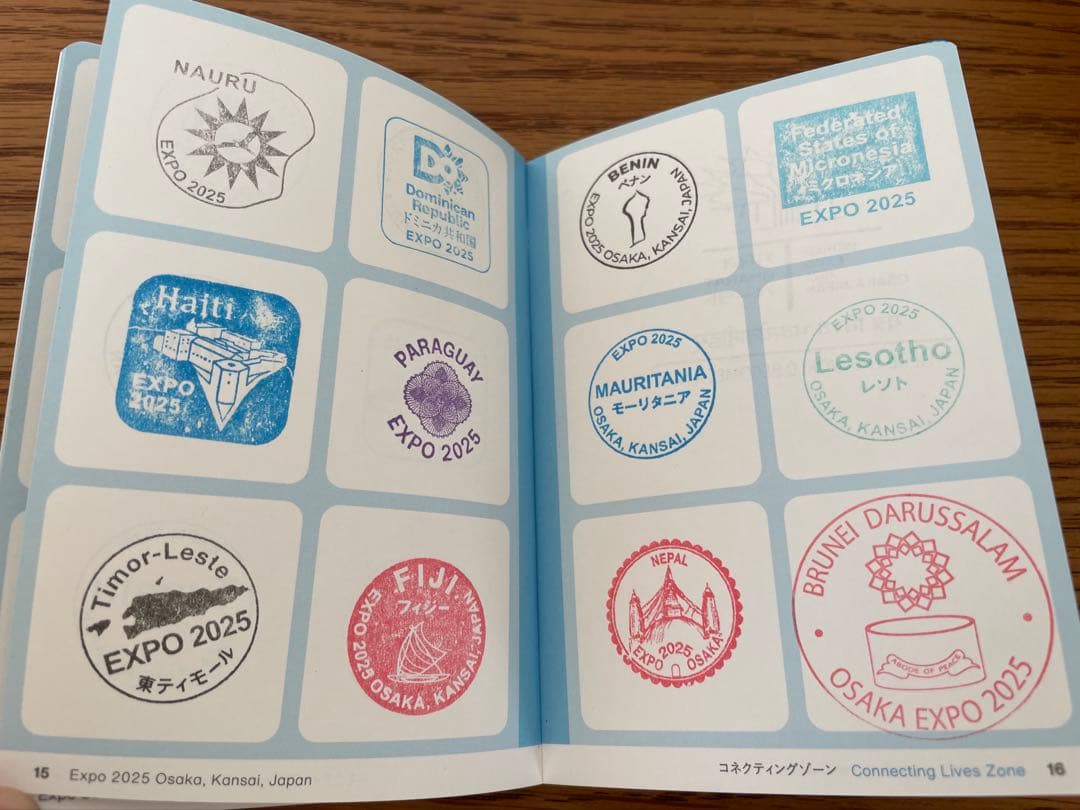 NAURU
EXPO 2025
Dominican
Republic
ドミニカ共和国
EXPO 2025
Haiti
EXPO
2025
PARAGUAY
EXPO 2025
Timor-Leste
EXPO 2025
東ティモール
FIJI
フィジー
EXPO 2025 OSAKA, KANSAI, JAPAN
15 Expo 2025 Osaka, Kansai, Japan
BENIN
ベナン
EXPO 2025 OSAKA, KANSAI, JAPAN
Federated
States of
Micronesia
ミクロネシア
EXPO 2025
EXPO 2025
MAURITANIA
モーリタニア
OSAKA, KANSAI, JAPAN
EXPO 2025
Lesotho
レソト
OSAKA, KANSAI, JAPAN
NEPAL
2025
EXPO OSAKA
BRUNEI DARUSSALAM
ABODE OF PEACE
OSAKA EXPO 2025
コネクティングゾーン Connecting Lives Zone 16